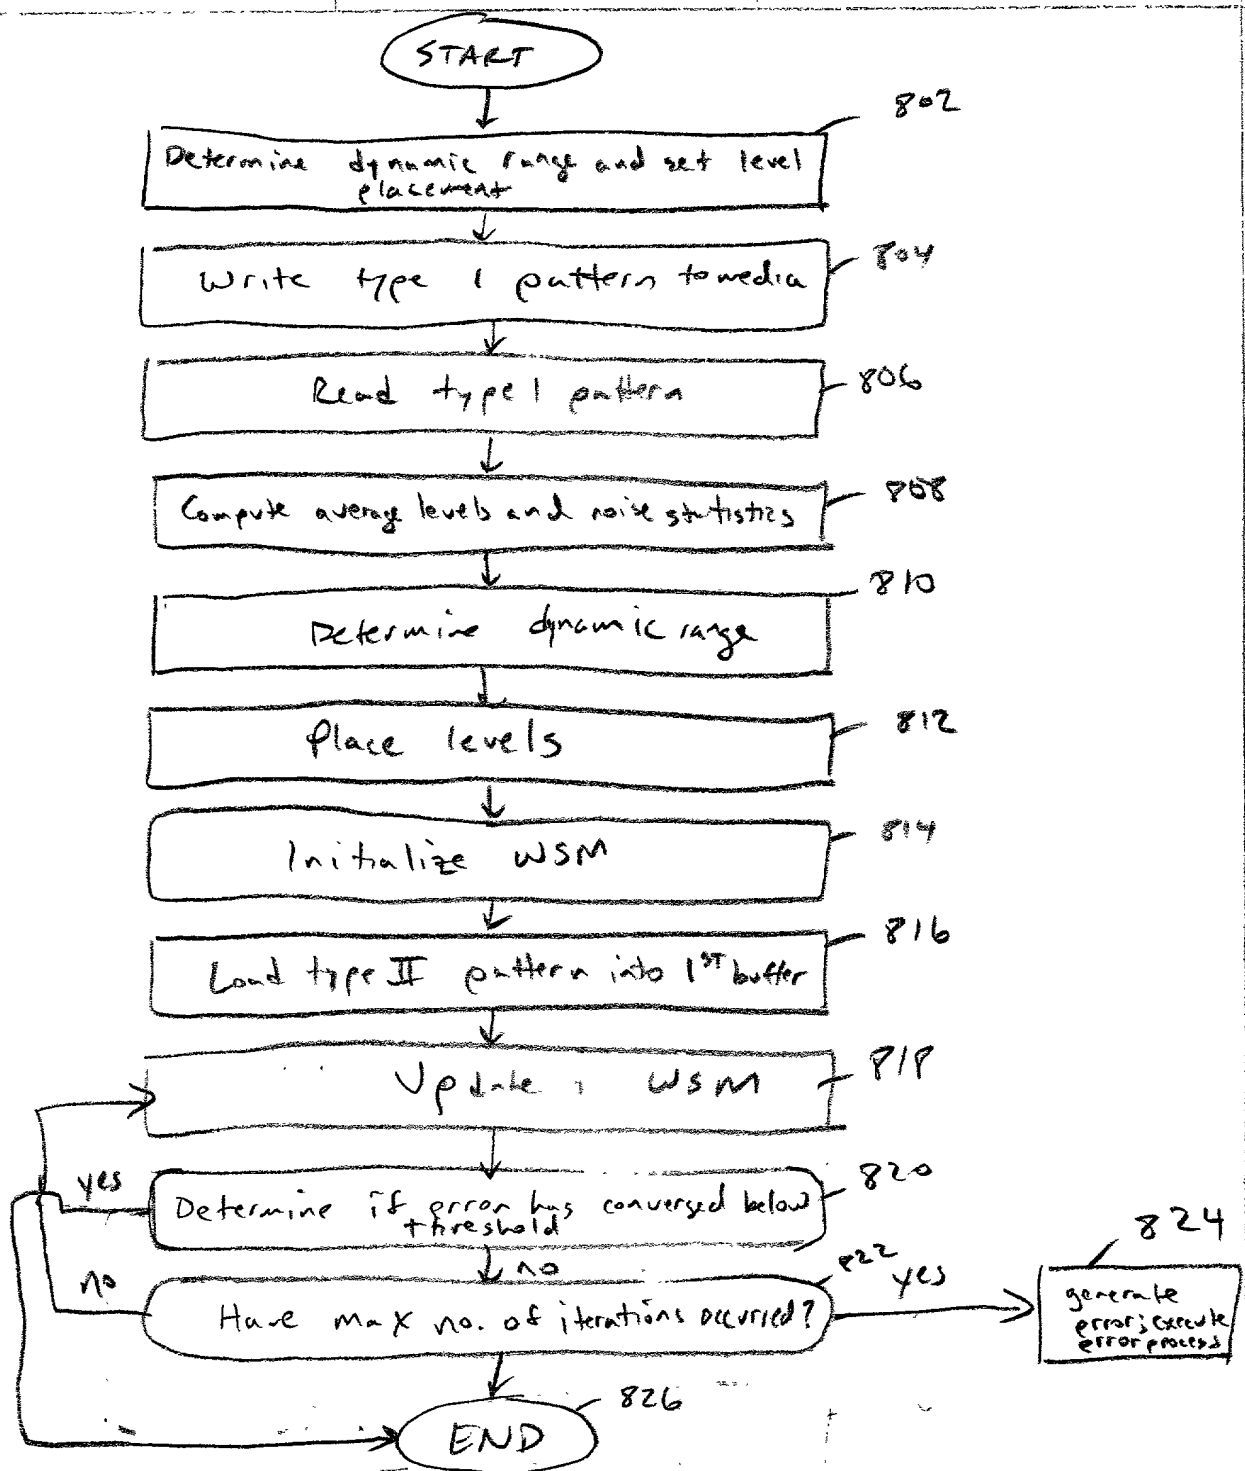 START
802
Determine dynamic range and set level
placement
804
Write type 1 pattern to media
806
Read type 1 pattern
808
Compute average levels and noise statistics
810
Determine dynamic range
812
Place levels
814
Initialize WSM
816
Load type II pattern into 1ST buffer
818
Update WSM
820
yes
Determine if error has converged below
threshold
no
822
824
no
Have max no. of iterations occurred?
yes
generate
error; execute
error process
826
END